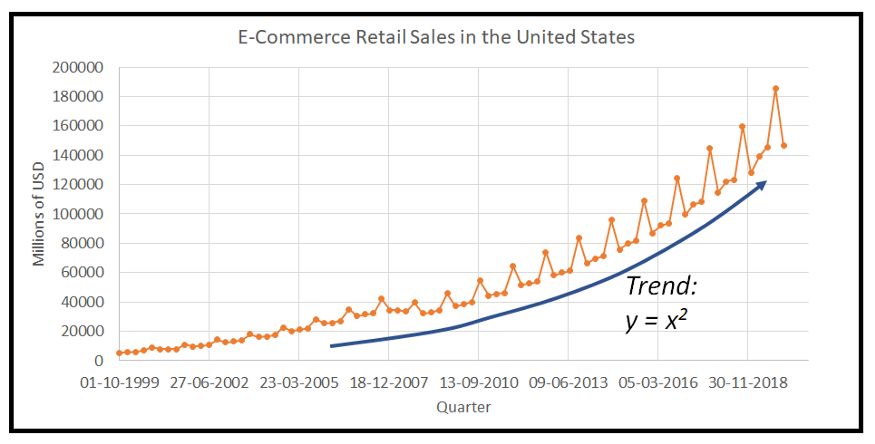 E-Commerce Retail Sales in the United States
200000
180000
160000
140000
120000
100000
80000
60000
40000
20000
0
Millions of USD
Trend:
y = x²
01-10-1999 27-06-2002 23-03-2005 18-12-2007 13-09-2010 09-06-2013 05-03-2016 30-11-2018
Quarter